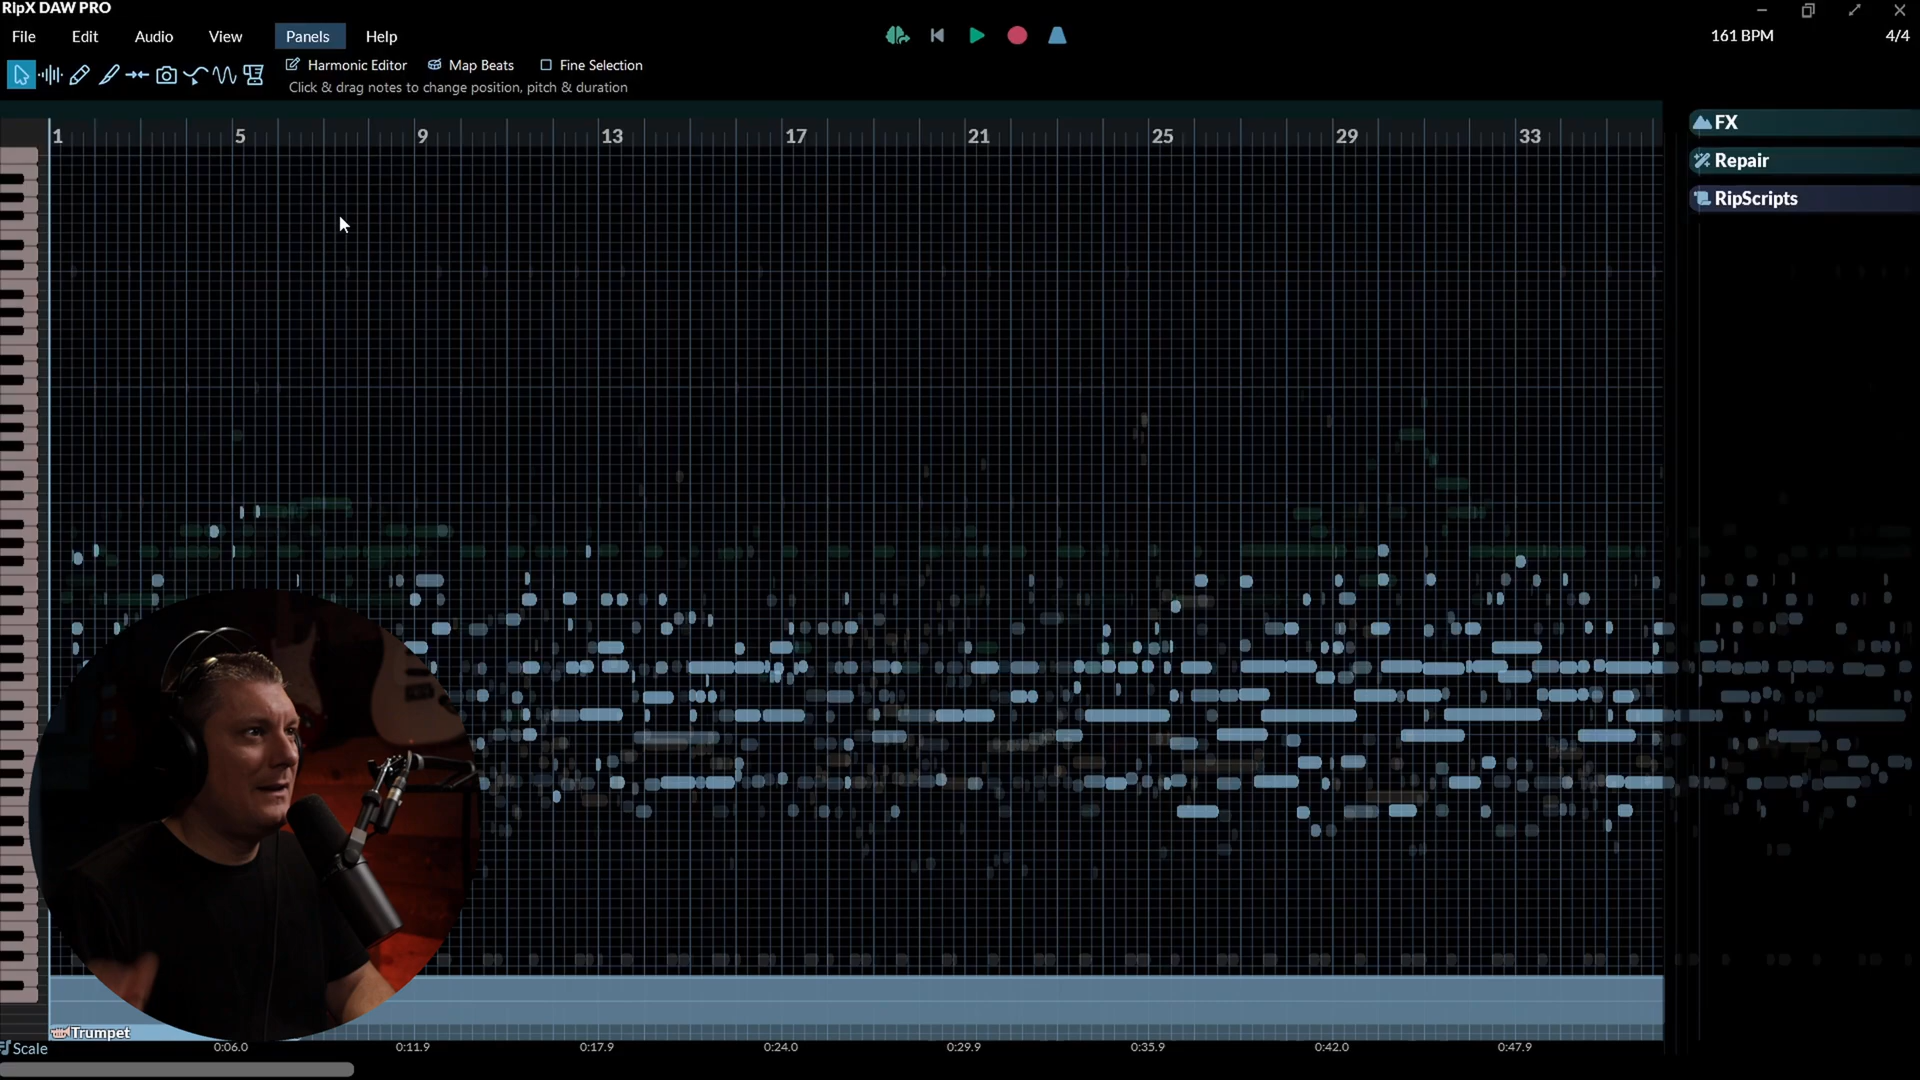 RipX DAW PRO
File Edit Audio View Panels Help
161 BPM 4/4
Harmonic Editor Map Beats Fine Selection
Click & drag notes to change position, pitch & duration
1 5 9 13 17 21 25 29 33
FX
Repair
RipScripts
Trumpet
Scale 0:06.0 0:11.9 0:17.9 0:24.0 0:29.9 0:35.9 0:42.0 0:47.9